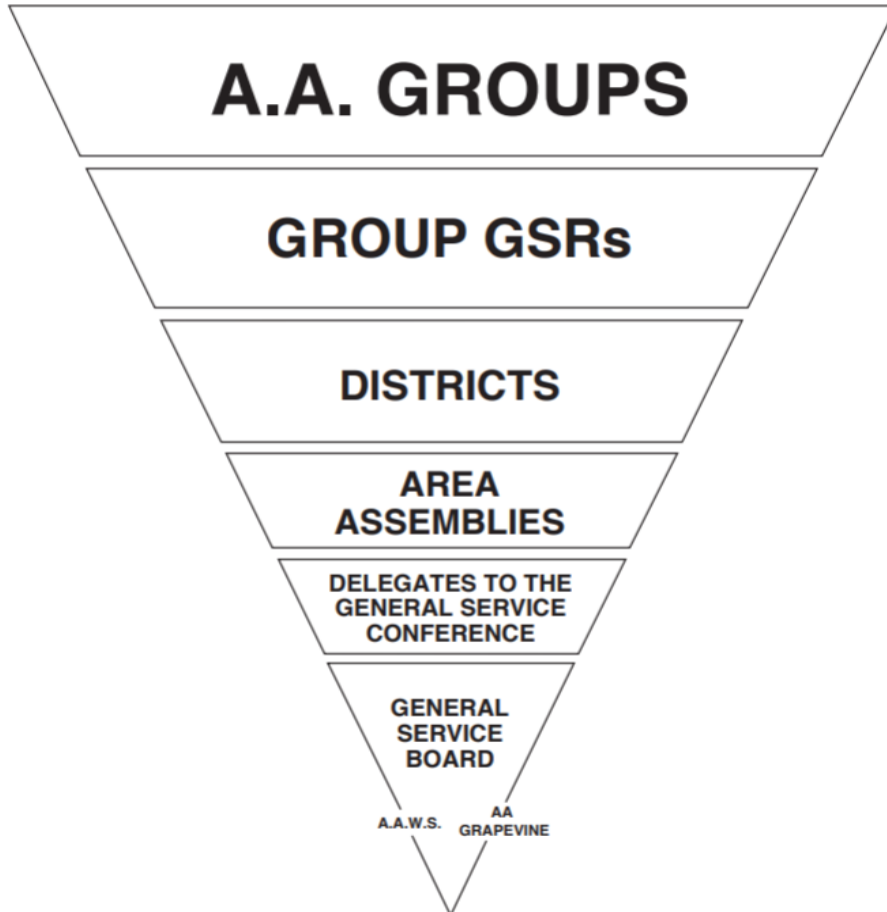 A.A. GROUPS
GROUP GSRs
DISTRICTS
AREA
ASSEMBLIES
DELEGATES TO THE
GENERAL SERVICE
CONFERENCE
GENERAL
SERVICE
BOARD
A.A.W.S.
AA
GRAPEVINE